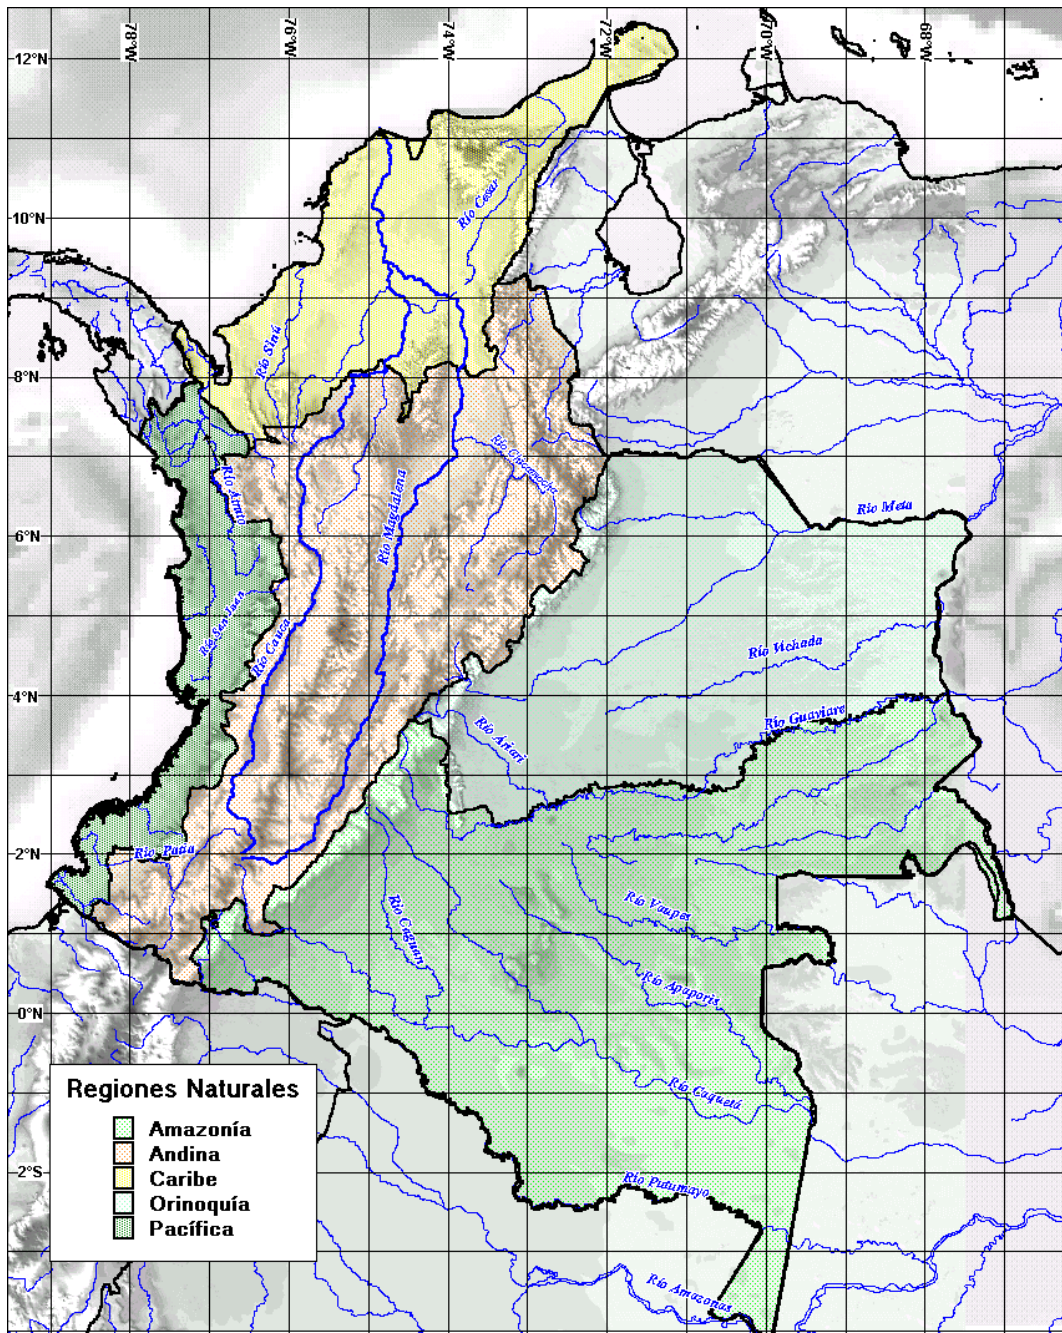 78°W
76°W
74°W
72°W
70°W
68°W
12°N
10°N
8°N
6°N
4°N
2°N
0°N
2°S
Río Cesar
Río Sinú
Río Chicamocha
Río Atrato
Río Magdalena
Río Meta
Río San Juan
Río Cauca
Río Vichada
Río Guaviare
Río Ariari
Río Patía
Río Caguan
Río Vaupes
Río Apaporis
Río Caquetá
Río Putumayo
Río Amazonas
Regiones Naturales
Amazonía
Andina
Caribe
Orinoquía
Pacífica